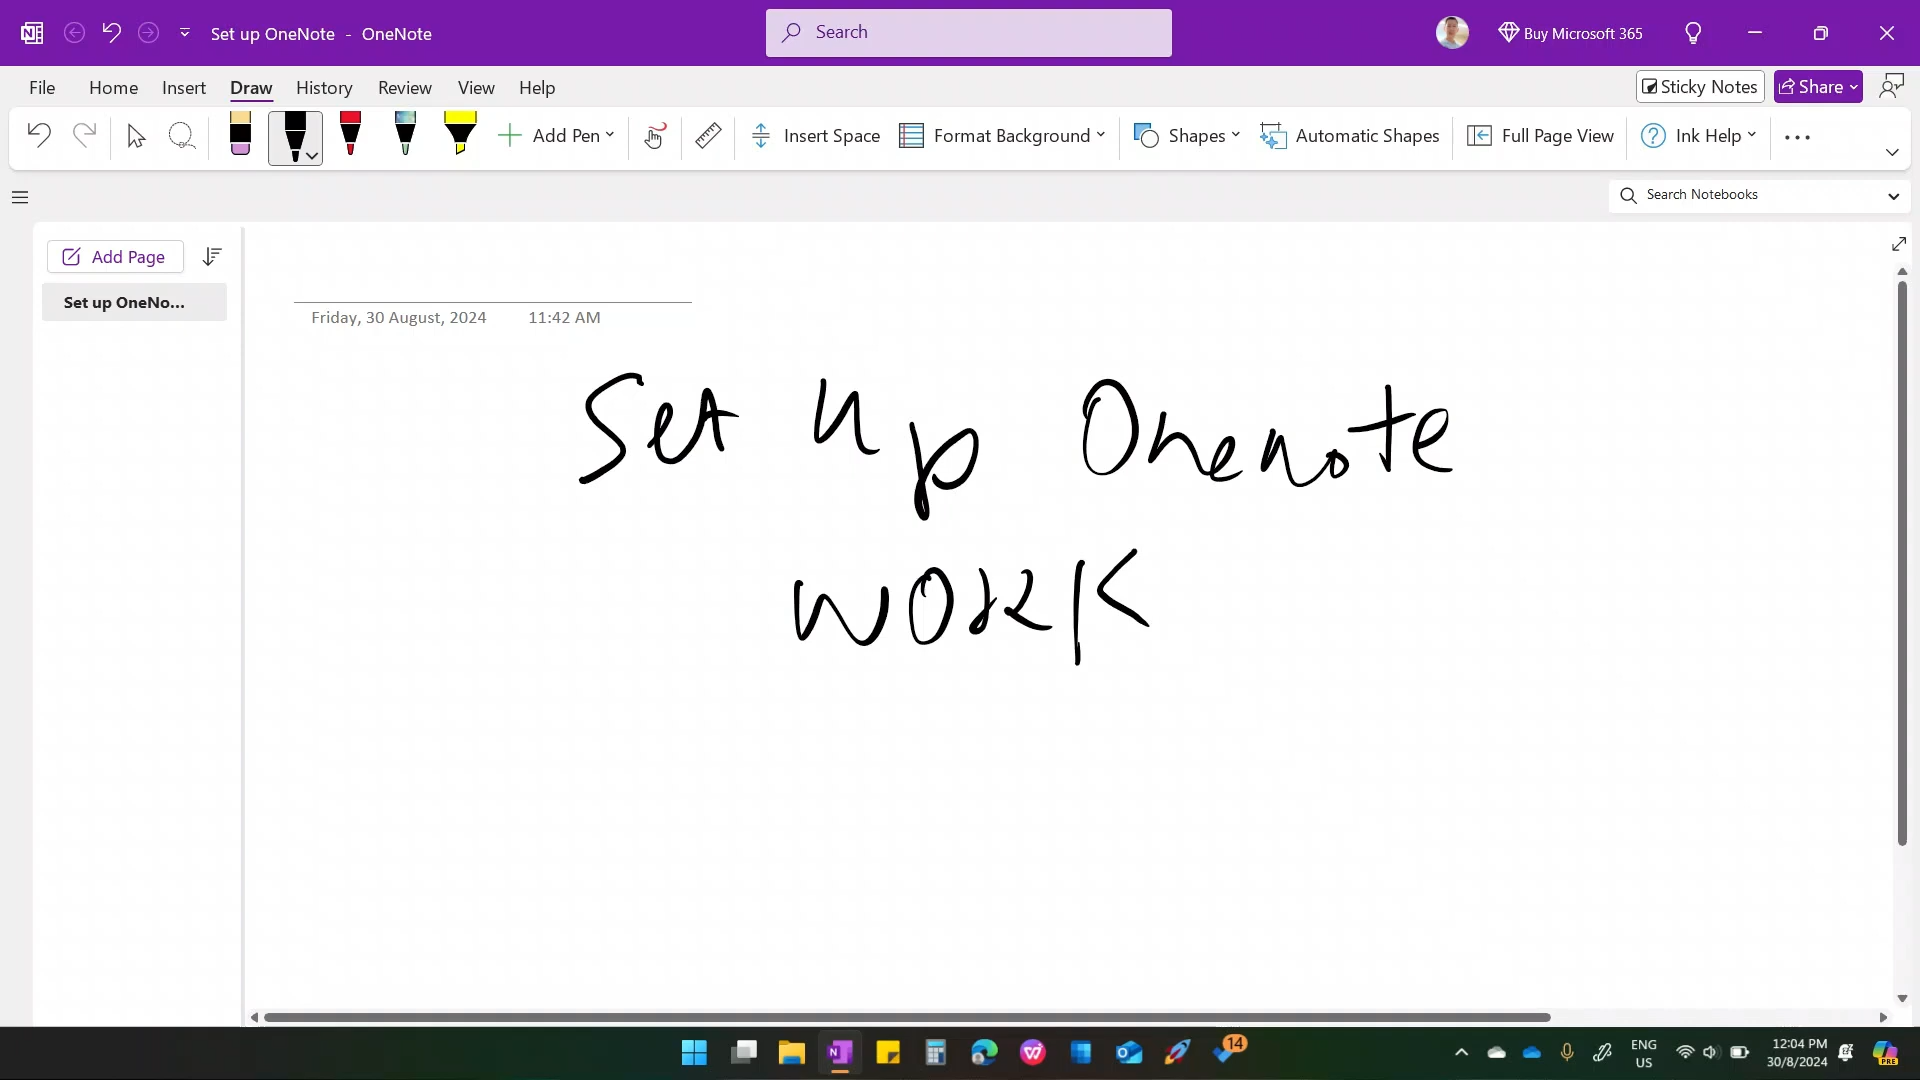 Set up OneNote - OneNote
Search
Buy Microsoft 365
File Home Insert Draw History Review View Help
Sticky Notes Share
Add Pen Insert Space Format Background Shapes Automatic Shapes Full Page View Ink Help
Search Notebooks
Add Page
Set up OneNo...
Friday, 30 August, 2024 11:42 AM
Set up Onenote
work
14
ENG
US
12:04 PM
30/8/2024
PRE